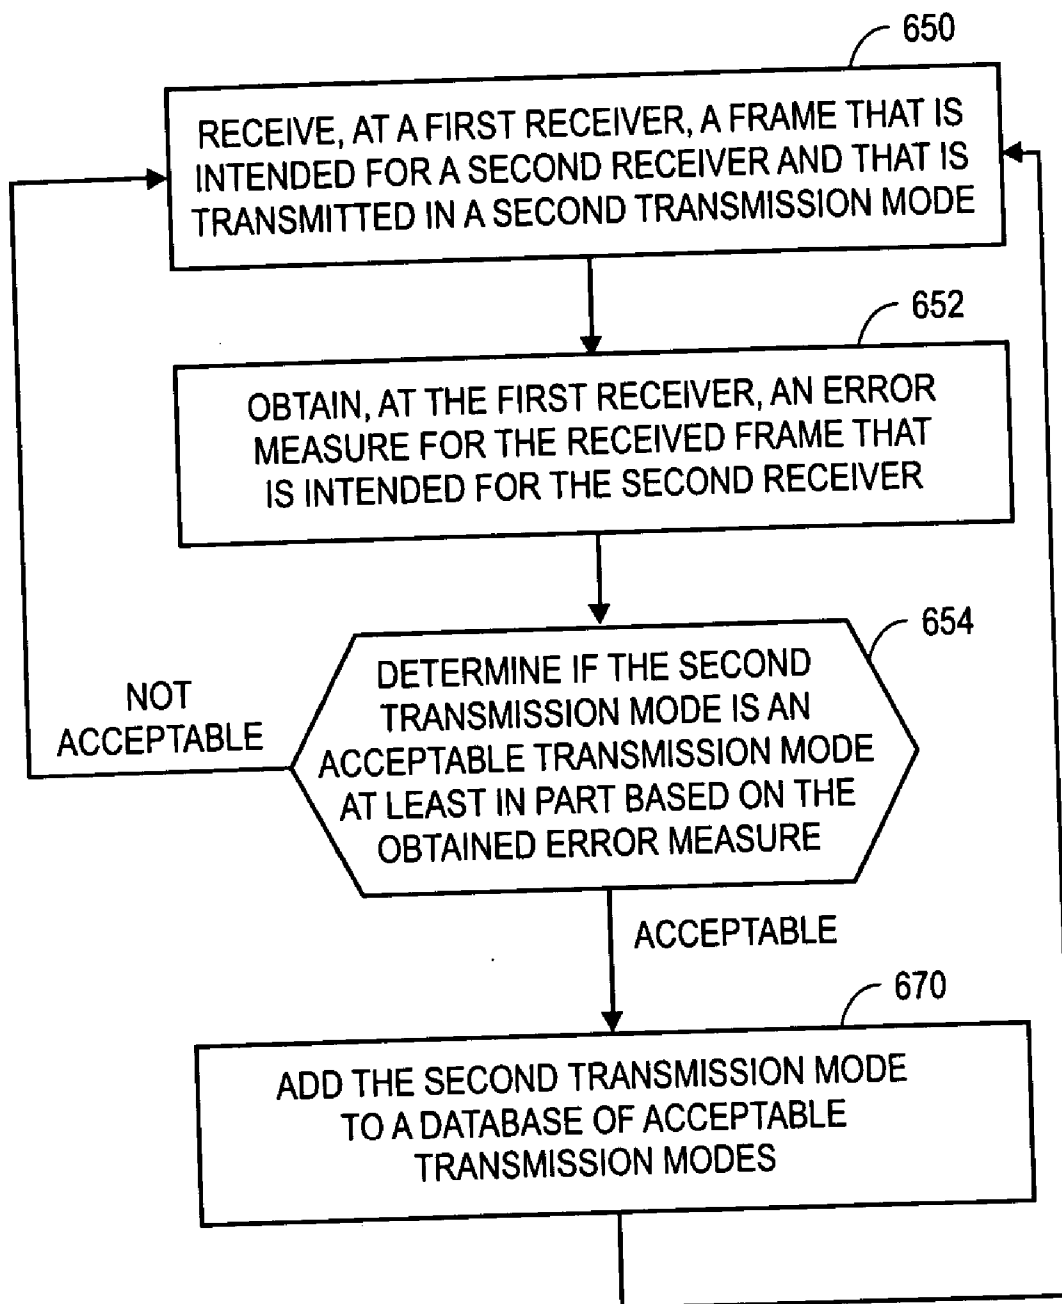 650
RECEIVE, AT A FIRST RECEIVER, A FRAME THAT IS
INTENDED FOR A SECOND RECEIVER AND THAT IS
TRANSMITTED IN A SECOND TRANSMISSION MODE
652
OBTAIN, AT THE FIRST RECEIVER, AN ERROR
MEASURE FOR THE RECEIVED FRAME THAT
IS INTENDED FOR THE SECOND RECEIVER
654
DETERMINE IF THE SECOND
TRANSMISSION MODE IS AN
ACCEPTABLE TRANSMISSION MODE
AT LEAST IN PART BASED ON THE
OBTAINED ERROR MEASURE
NOT
ACCEPTABLE
ACCEPTABLE
670
ADD THE SECOND TRANSMISSION MODE
TO A DATABASE OF ACCEPTABLE
TRANSMISSION MODES